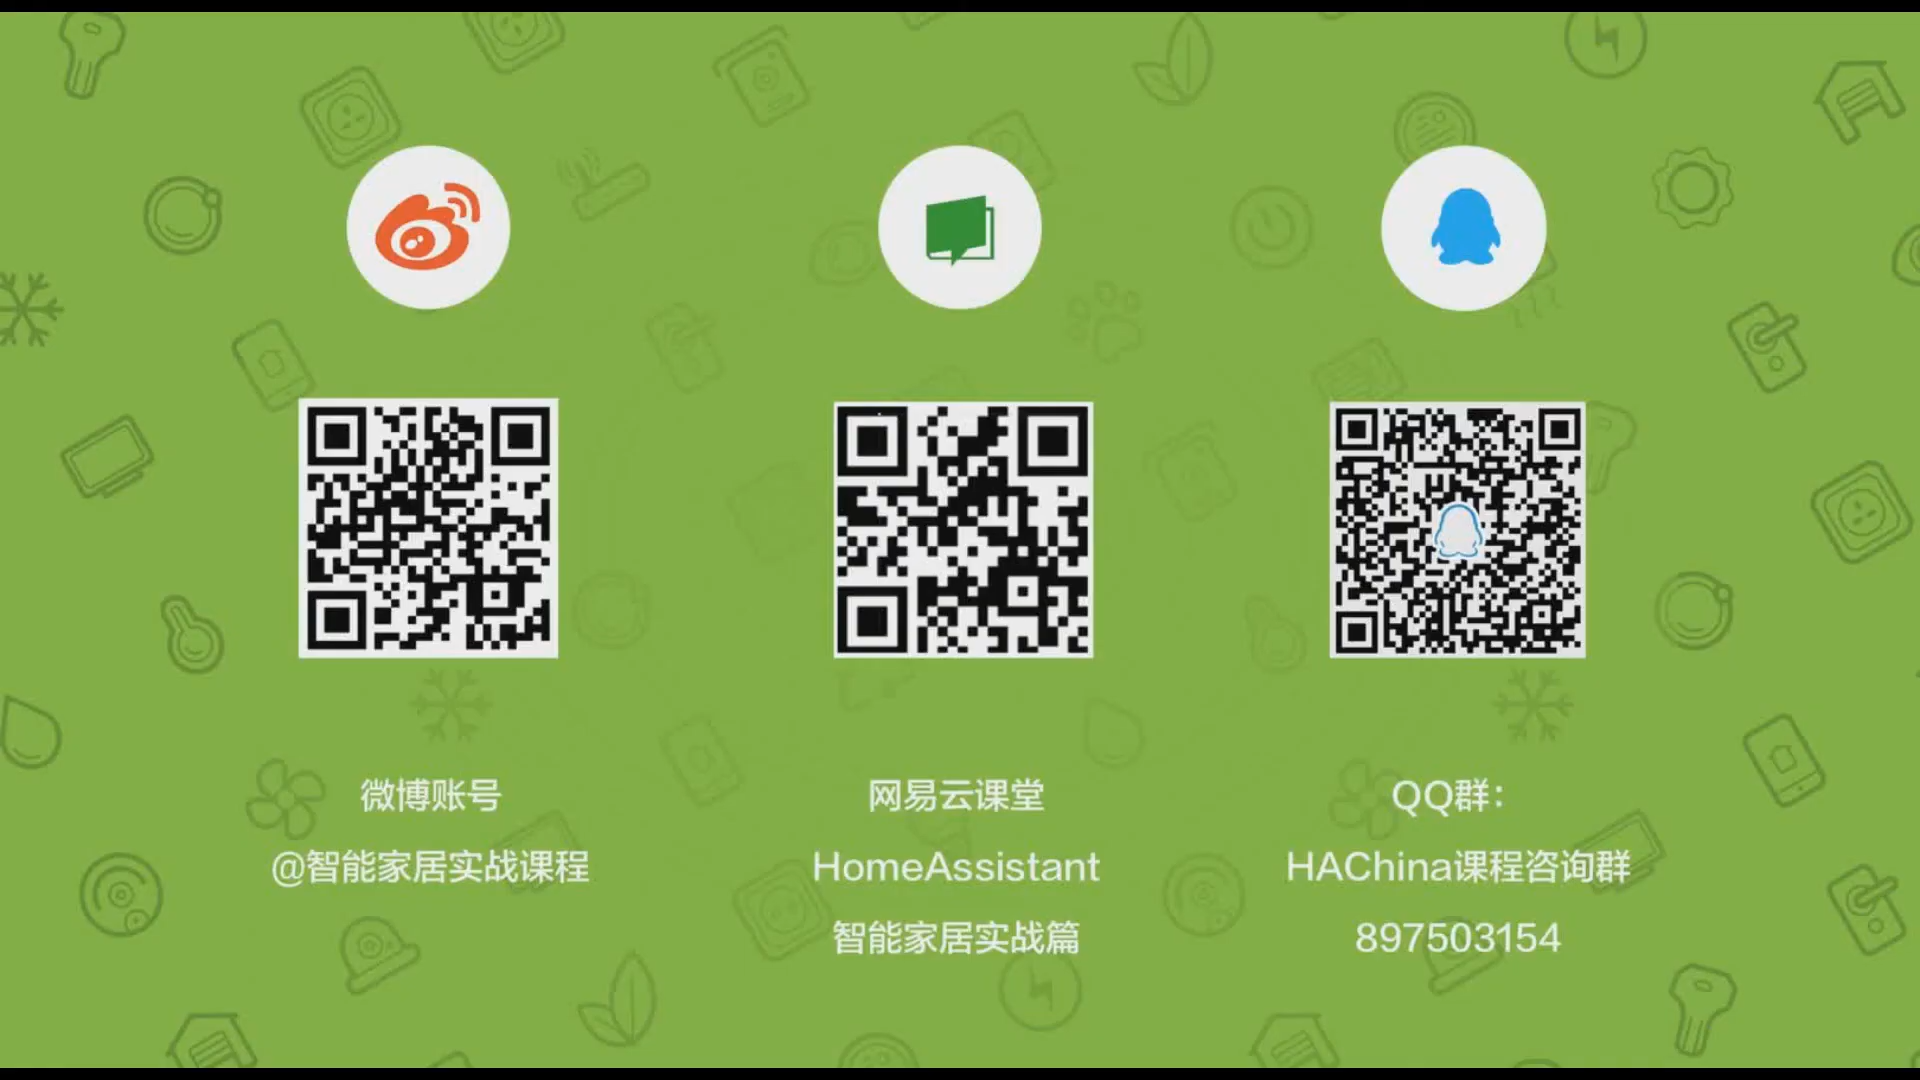 微博账号
@智能家居实战课程
网易云课堂
HomeAssistant
智能家居实战篇
QQ群：
HAChina课程咨询群
897503154